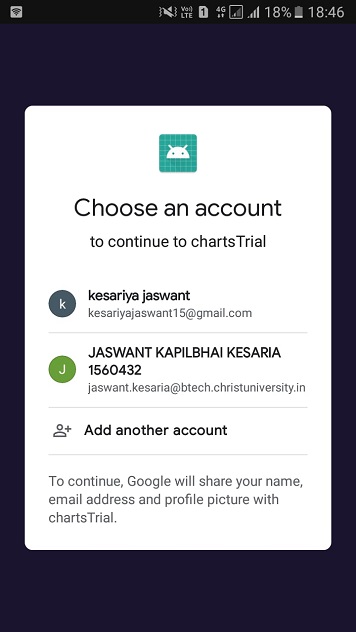 Vo) LTE 1 4G 18% 18:46
Choose an account
to continue to chartsTrial
k
kesariya jaswant
kesariyajaswant15@gmail.com
J
JASWANT KAPILBHAI KESARIA
1560432
jaswant.kesaria@btech.christuniversity.in
Add another account
To continue, Google will share your name,
email address and profile picture with
chartsTrial.